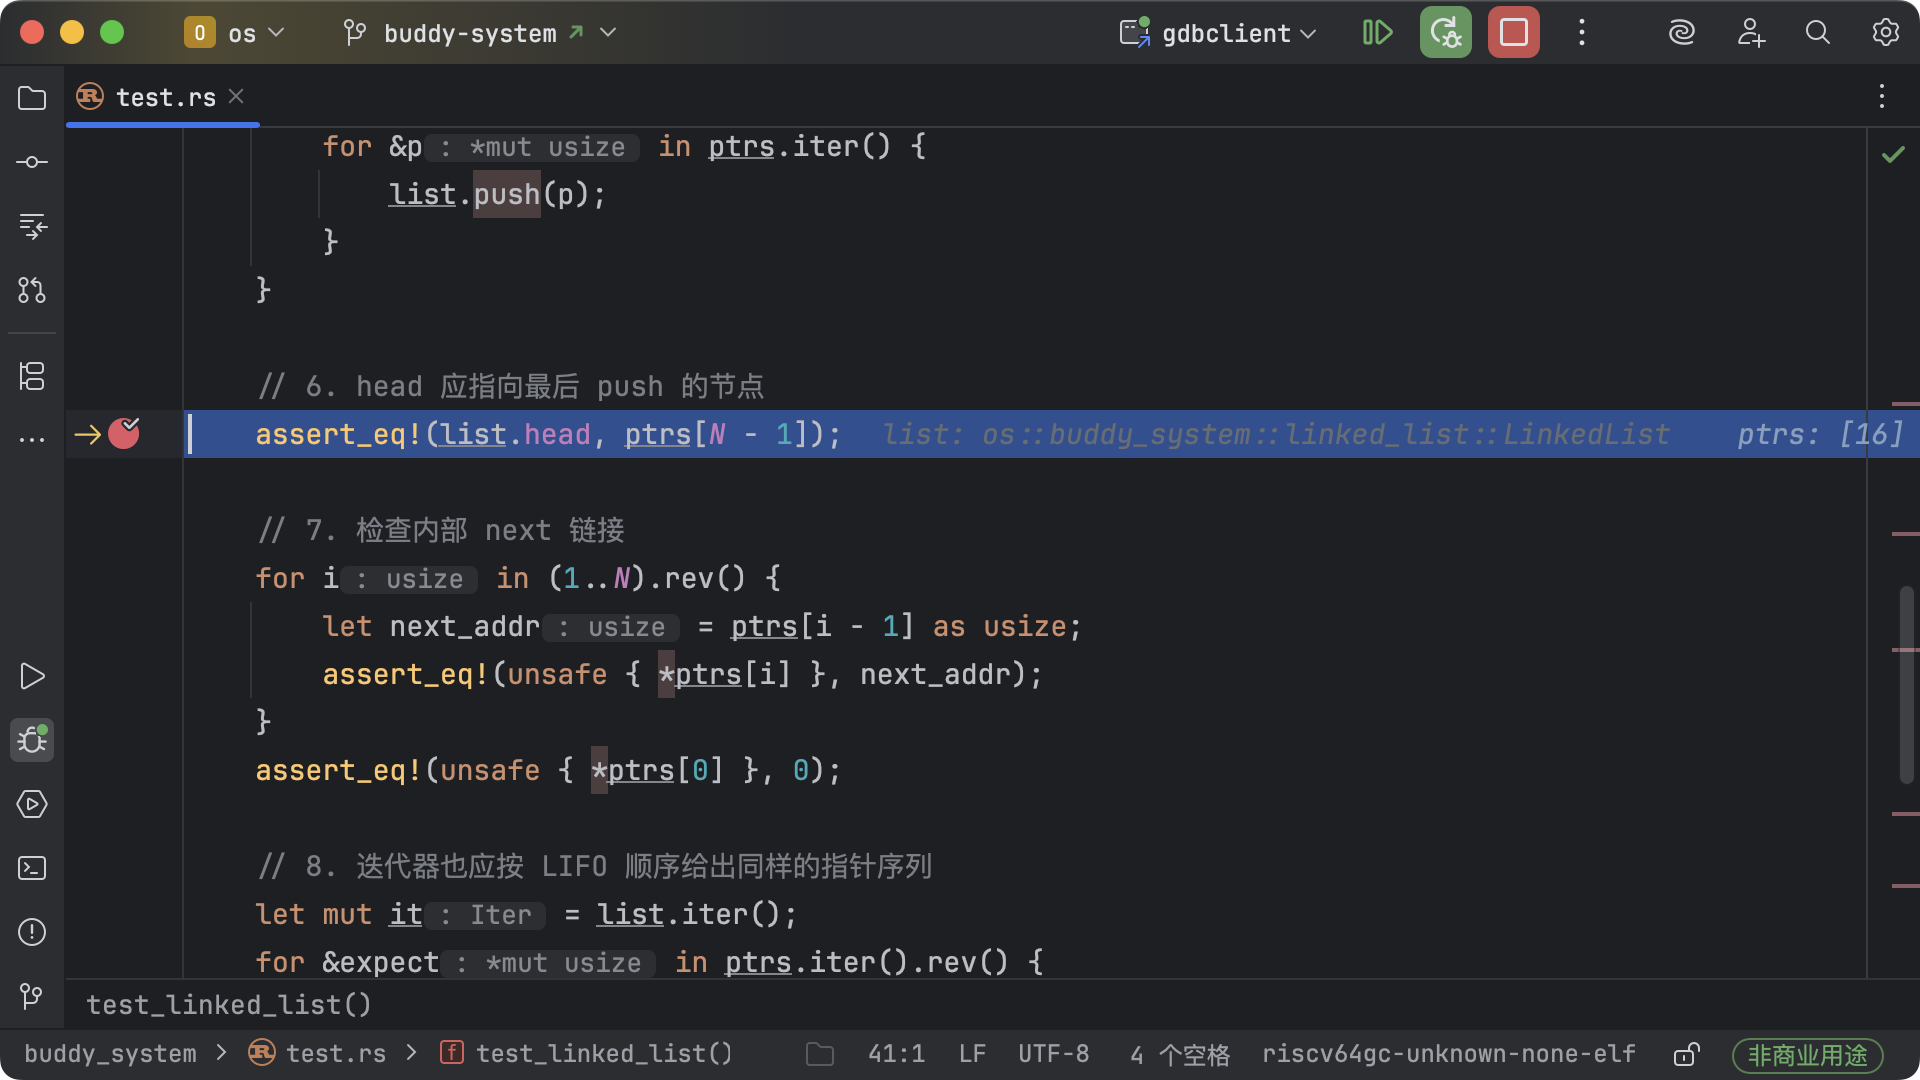 O os buddy-system gdbclient
test.rs
for &p : *mut usize in ptrs.iter() {
list.push(p);
}
}
// 6. head 应指向最后 push 的节点
assert_eq!(list.head, ptrs[N - 1]); list: os::buddy_system::linked_list::LinkedList ptrs: [16]
// 7. 检查内部 next 链接
for i : usize in (1..N).rev() {
let next_addr : usize = ptrs[i - 1] as usize;
assert_eq!(unsafe { *ptrs[i] }, next_addr);
}
assert_eq!(unsafe { *ptrs[0] }, 0);
// 8. 迭代器也应按 LIFO 顺序给出同样的指针序列
let mut it : Iter = list.iter();
for &expect : *mut usize in ptrs.iter().rev() {
test_linked_list()
buddy_system > test.rs > f test_linked_list() 41:1 LF UTF-8 4 个空格 riscv64gc-unknown-none-elf 非商业用途